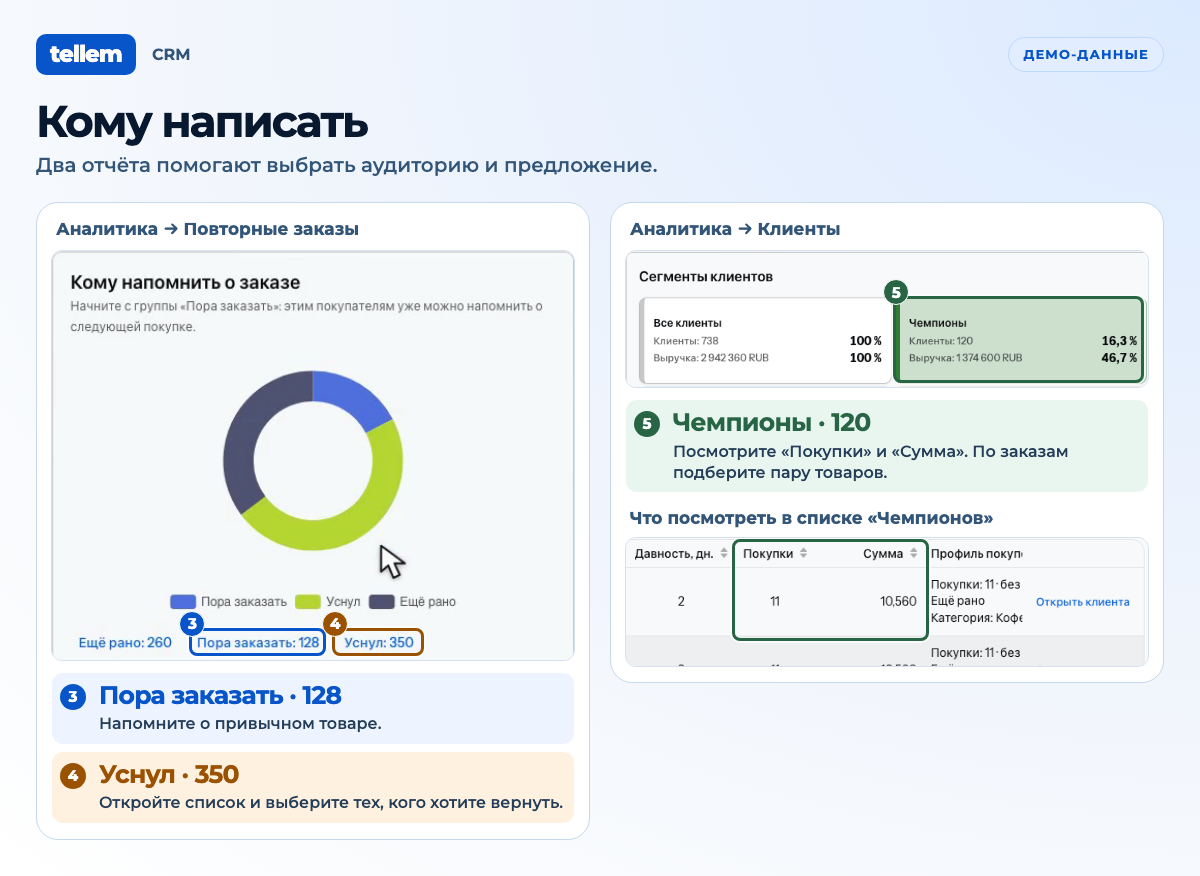 tellem CRM
ДЕМО-ДАННЫЕ
Кому написать
Два отчёта помогают выбрать аудиторию и предложение.
Аналитика → Повторные заказы
Кому напомнить о заказе
Начните с группы «Пора заказать»: этим покупателям уже можно напомнить о
следующей покупке.
Пора заказать Уснул Ещё рано
3 4
Ещё рано: 260 Пора заказать: 128 Уснул: 350
3 Пора заказать · 128
Напомните о привычном товаре.
4 Уснул · 350
Откройте список и выберите тех, кого хотите вернуть.
Аналитика → Клиенты
Сегменты клиентов
5
Все клиенты
Клиенты: 738 100 %
Выручка: 2 942 360 RUB 100 %
Чемпионы
Клиенты: 120 16,3 %
Выручка: 1 374 600 RUB 46,7 %
5 Чемпионы · 120
Посмотрите «Покупки» и «Сумма». По заказам
подберите пару товаров.
Что посмотреть в списке «Чемпионов»
Давность, дн. Покупки Сумма Профиль
2 11 10,560
Покупки: 11 · без
Ещё рано
Категория:
Открыть клиента
Покупки: 11 · без